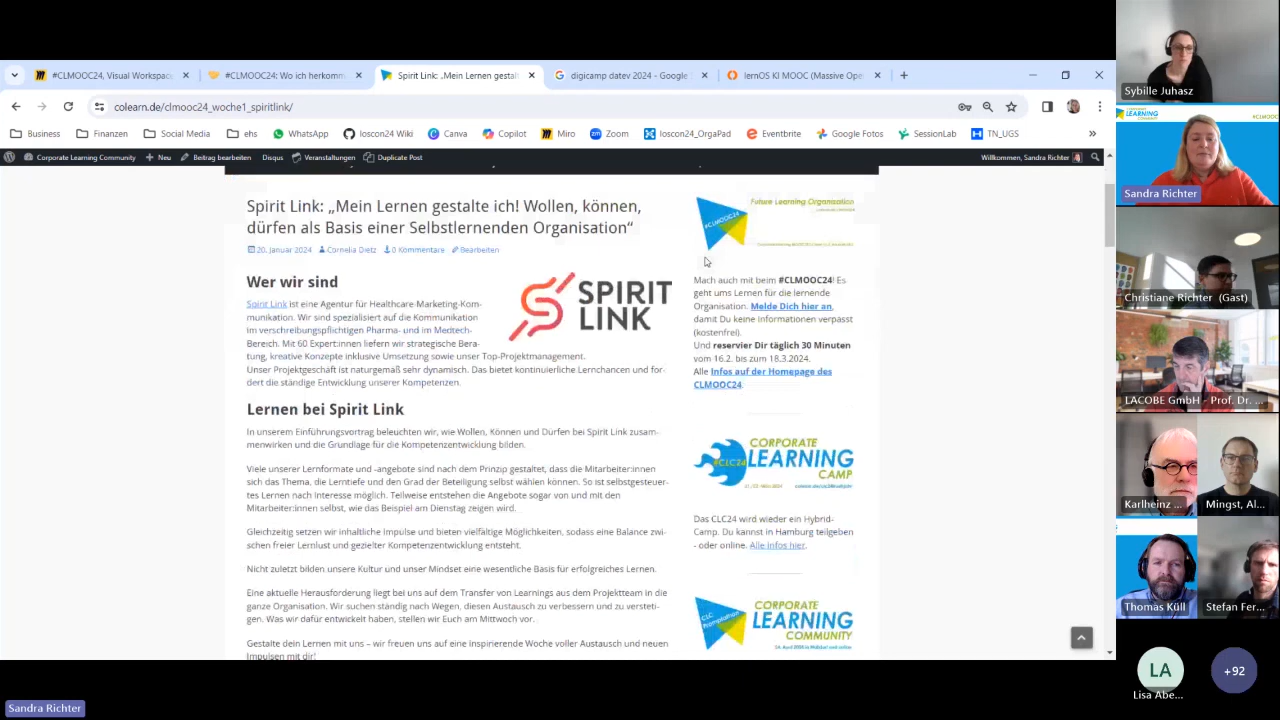 #CLMOOC24, Visual Workspac
#CLMOOC24: Wo ich herkomm
Spirit Link: „Mein Lernen gestalt
digicamp datev 2024 - Google
lernOS KI MOOC (Massive Ope
colearn.de/clmooc24_woche1_spiritlink/
Business
Finanzen
Social Media
ehs
WhatsApp
loscon24 Wiki
Canva
Copilot
Miro
Zoom
loscon24_OrgaPad
Eventbrite
Google Fotos
SessionLab
TN_UGS
Corporate Learning Community
Neu
Beitrag bearbeiten
Disqus
Veranstaltungen
Duplicate Post
Willkommen, Sandra Richter
Spirit Link: „Mein Lernen gestalte ich! Wollen, können,
dürfen als Basis einer Selbstlernenden Organisation“
20. Januar 2024
Cornelia Dietz
0 Kommentare
Bearbeiten
Wer wir sind
Spirit Link ist eine Agentur für Healthcare-Marketing-Kom-
munikation. Wir sind spezialisiert auf die Kommunikation
im verschreibungspflichtigen Pharma- und im Medtech-
Bereich. Mit 60 Expert:innen liefern wir strategische Bera-
tung, kreative Konzepte inklusive Umsetzung sowie unser Top-Projektmanagement.
Unser Projektgeschäft ist naturgemäß sehr dynamisch. Das bietet kontinuierliche Lernchancen und for-
dert die ständige Entwicklung unserer Kompetenzen.
SPIRIT
LINK
Lernen bei Spirit Link
In unserem Einführungsvortrag beleuchten wir, wie Wollen, Können und Dürfen bei Spirit Link zusam-
menwirken und die Grundlage für die Kompetenzentwicklung bilden.
Viele unserer Lernformate und -angebote sind nach dem Prinzip gestaltet, dass die Mitarbeiter:innen
sich das Thema, die Lerntiefe und den Grad der Beteiligung selbst wählen können. So ist selbstgesteuer-
tes Lernen nach Interesse möglich. Teilweise entstehen die Angebote sogar von und mit den
Mitarbeiter:innen selbst, wie das Beispiel am Dienstag zeigen wird.
Gleichzeitig setzen wir inhaltliche Impulse und bieten vielfältige Möglichkeiten, sodass eine Balance zwi-
schen freier Lernlust und gezielter Kompetenzentwicklung entsteht.
Nicht zuletzt bilden unsere Kultur und unser Mindset eine wesentliche Basis für erfolgreiches Lernen.
Eine aktuelle Herausforderung liegt bei uns auf dem Transfer von Learnings aus dem Projektteam in die
ganze Organisation. Wir suchen ständig nach Wegen, diesen Austausch zu verbessern und zu versteti-
gen. Was wir dafür entwickelt haben, stellen wir Euch am Mittwoch vor.
Gestalte dein Lernen mit uns – wir freuen uns auf eine inspirierende Woche voller Austausch und neuen
Impulsen mit dir!
#CLMOOC24
Future Learning Organisation
Mach auch mit beim #CLMOOC24! Es
geht ums Lernen für die lernende
Organisation. Melde Dich hier an,
damit Du keine Informationen verpasst
(kostenfrei).
Und reservier Dir täglich 30 Minuten
vom 16.2. bis zum 18.3.2024.
Alle Infos auf der Homepage des
CLMOOC24.
#CLC24
CORPORATE
LEARNING
CAMP
Das CLC24 wird wieder ein Hybrid-
Camp. Du kannst in Hamburg teilgeben
- oder online. Alle Infos hier.
CLC Promptathon
CORPORATE
LEARNING
COMMUNITY
Sybille Juhasz
Sandra Richter
Christiane Richter (Gast)
LACOBE GmbH - Prof. Dr. ...
Karlheinz ...
Mingst, Al...
Thomas Küll
Stefan Fer...
LA
Lisa Abe...
+92
Sandra Richter